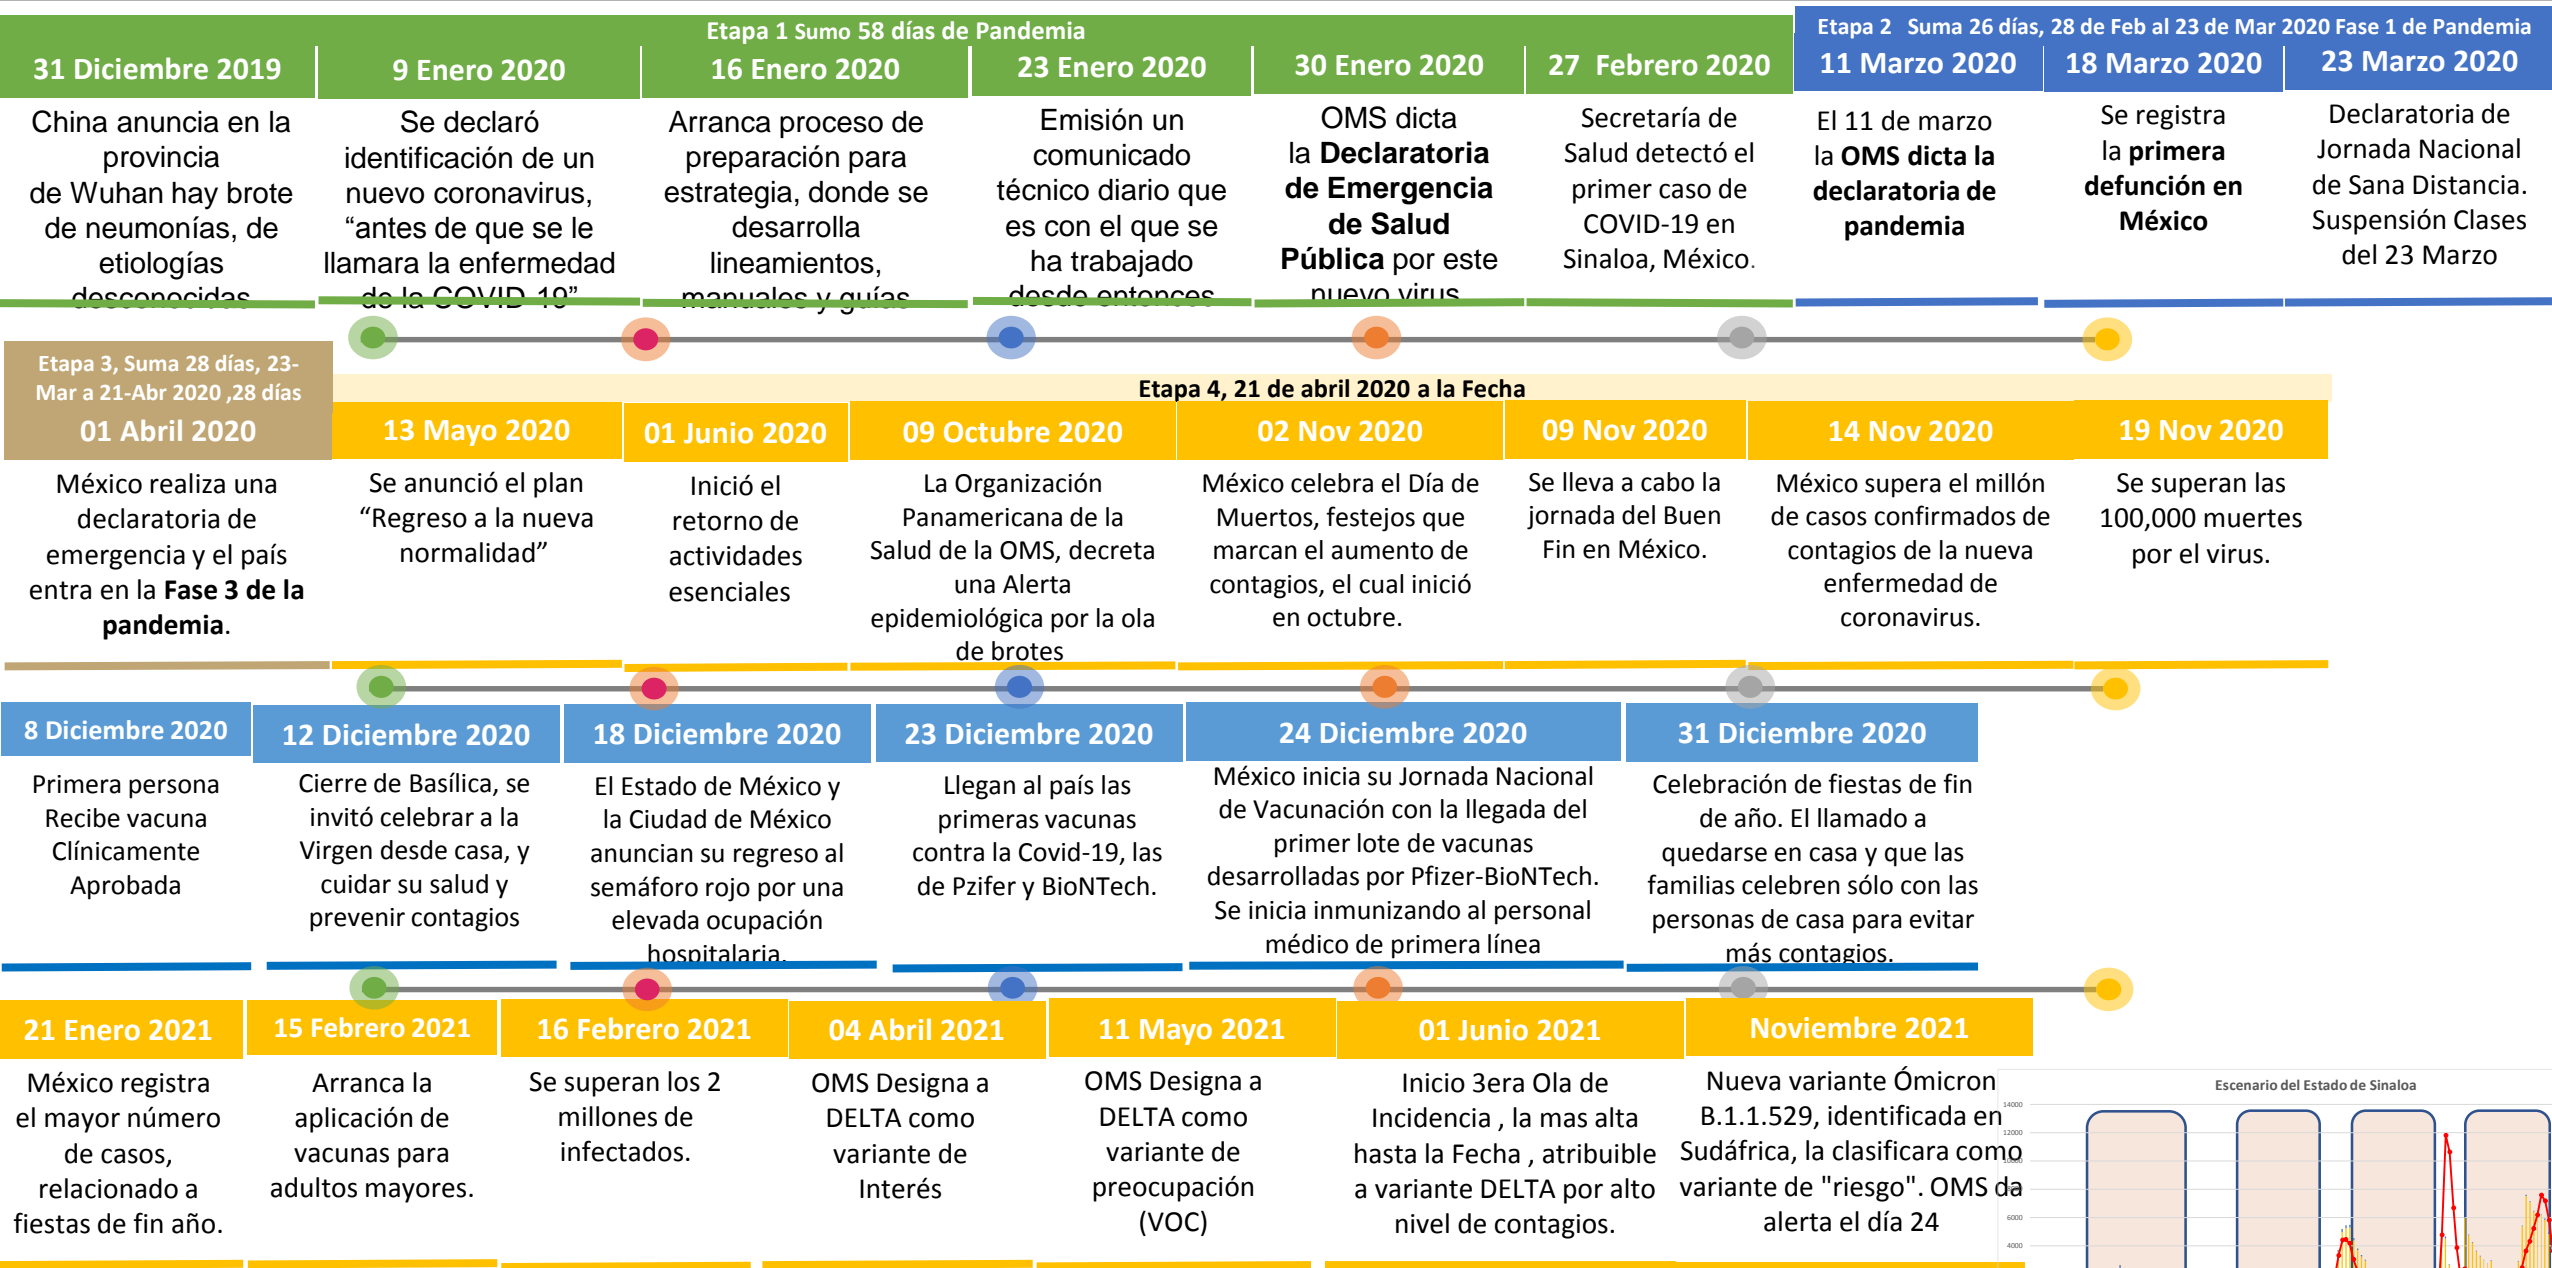 Etapa 1 Sumo 58 días de Pandemia
Etapa 2 Suma 26 días, 28 de Feb al 23 de Mar 2020 Fase 1 de Pandemia
31 Diciembre 2019
China anuncia en la
provincia
de Wuhan hay brote
de neumonías, de
etiologías
desconocidas
9 Enero 2020
Se declaró
identificación de un
nuevo coronavirus,
“antes de que se le
llamara la enfermedad
de la COVID-19”
16 Enero 2020
Arranca proceso de
preparación para
estrategia, donde se
desarrolla
lineamientos,
manuales y guías
23 Enero 2020
Emisión un
comunicado
técnico diario que
es con el que se
ha trabajado
desde entonces
30 Enero 2020
OMS dicta
la Declaratoria
de Emergencia
de Salud
Pública por este
nuevo virus
27 Febrero 2020
Secretaría de
Salud detectó el
primer caso de
COVID-19 en
Sinaloa, México.
11 Marzo 2020
El 11 de marzo
la OMS dicta la
declaratoria de
pandemia
18 Marzo 2020
Se registra
la primera
defunción en
México
23 Marzo 2020
Declaratoria de
Jornada Nacional
de Sana Distancia.
Suspensión Clases
del 23 Marzo
Etapa 3, Suma 28 días, 23-
Mar a 21-Abr 2020 ,28 días
Etapa 4, 21 de abril 2020 a la Fecha
01 Abril 2020
México realiza una
declaratoria de
emergencia y el país
entra en la Fase 3 de la
pandemia.
13 Mayo 2020
Se anunció el plan
“Regreso a la nueva
normalidad”
01 Junio 2020
Inició el
retorno de
actividades
esenciales
09 Octubre 2020
La Organización
Panamericana de la
Salud de la OMS, decreta
una Alerta
epidemiológica por la ola
de brotes
02 Nov 2020
México celebra el Día de
Muertos, festejos que
marcan el aumento de
contagios, el cual inició
en octubre.
09 Nov 2020
Se lleva a cabo la
jornada del Buen
Fin en México.
14 Nov 2020
México supera el millón
de casos confirmados de
contagios de la nueva
enfermedad de
coronavirus.
19 Nov 2020
Se superan las
100,000 muertes
por el virus.
8 Diciembre 2020
Primera persona
Recibe vacuna
Clínicamente
Aprobada
12 Diciembre 2020
Cierre de Basílica, se
invitó celebrar a la
Virgen desde casa, y
cuidar su salud y
prevenir contagios
18 Diciembre 2020
El Estado de México y
la Ciudad de México
anuncian su regreso al
semáforo rojo por una
elevada ocupación
hospitalaria.
23 Diciembre 2020
Llegan al país las
primeras vacunas
contra la Covid-19, las
de Pzifer y BioNTech.
24 Diciembre 2020
México inicia su Jornada Nacional
de Vacunación con la llegada del
primer lote de vacunas
desarrolladas por Pfizer-BioNTech.
Se inicia inmunizando al personal
médico de primera línea
31 Diciembre 2020
Celebración de fiestas de fin
de año. El llamado a
quedarse en casa y que las
familias celebren sólo con las
personas de casa para evitar
más contagios.
21 Enero 2021
México registra
el mayor número
de casos,
relacionado a
fiestas de fin año.
15 Febrero 2021
Arranca la
aplicación de
vacunas para
adultos mayores.
16 Febrero 2021
Se superan los 2
millones de
infectados.
04 Abril 2021
OMS Designa a
DELTA como
variante de
Interés
11 Mayo 2021
OMS Designa a
DELTA como
variante de
preocupación
(VOC)
01 Junio 2021
Inicio 3era Ola de
Incidencia , la mas alta
hasta la Fecha , atribuible
a variante DELTA por alto
nivel de contagios.
Noviembre 2021
Nueva variante Ómicron
B.1.1.529, identificada en
Sudáfrica, la clasificara como
variante de "riesgo". OMS da
alerta el día 24
Escenario del Estado de Sinaloa
14000
12000
10000
6000
4000